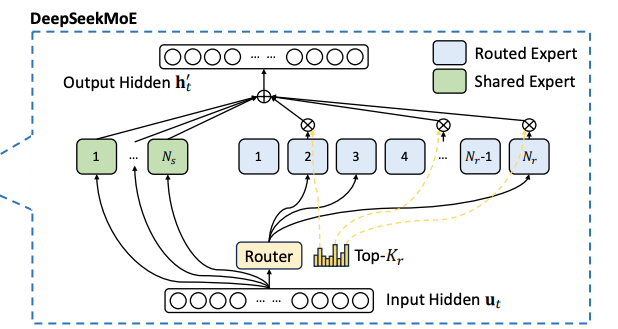 DeepSeekMoE
Routed Expert
Shared Expert
Output Hidden 𝐡′ₜ
1 ... Nₛ 1 2 3 4 ... Nᵣ-1 Nᵣ
Router
Top-Kᵣ
Input Hidden 𝐮ₜ